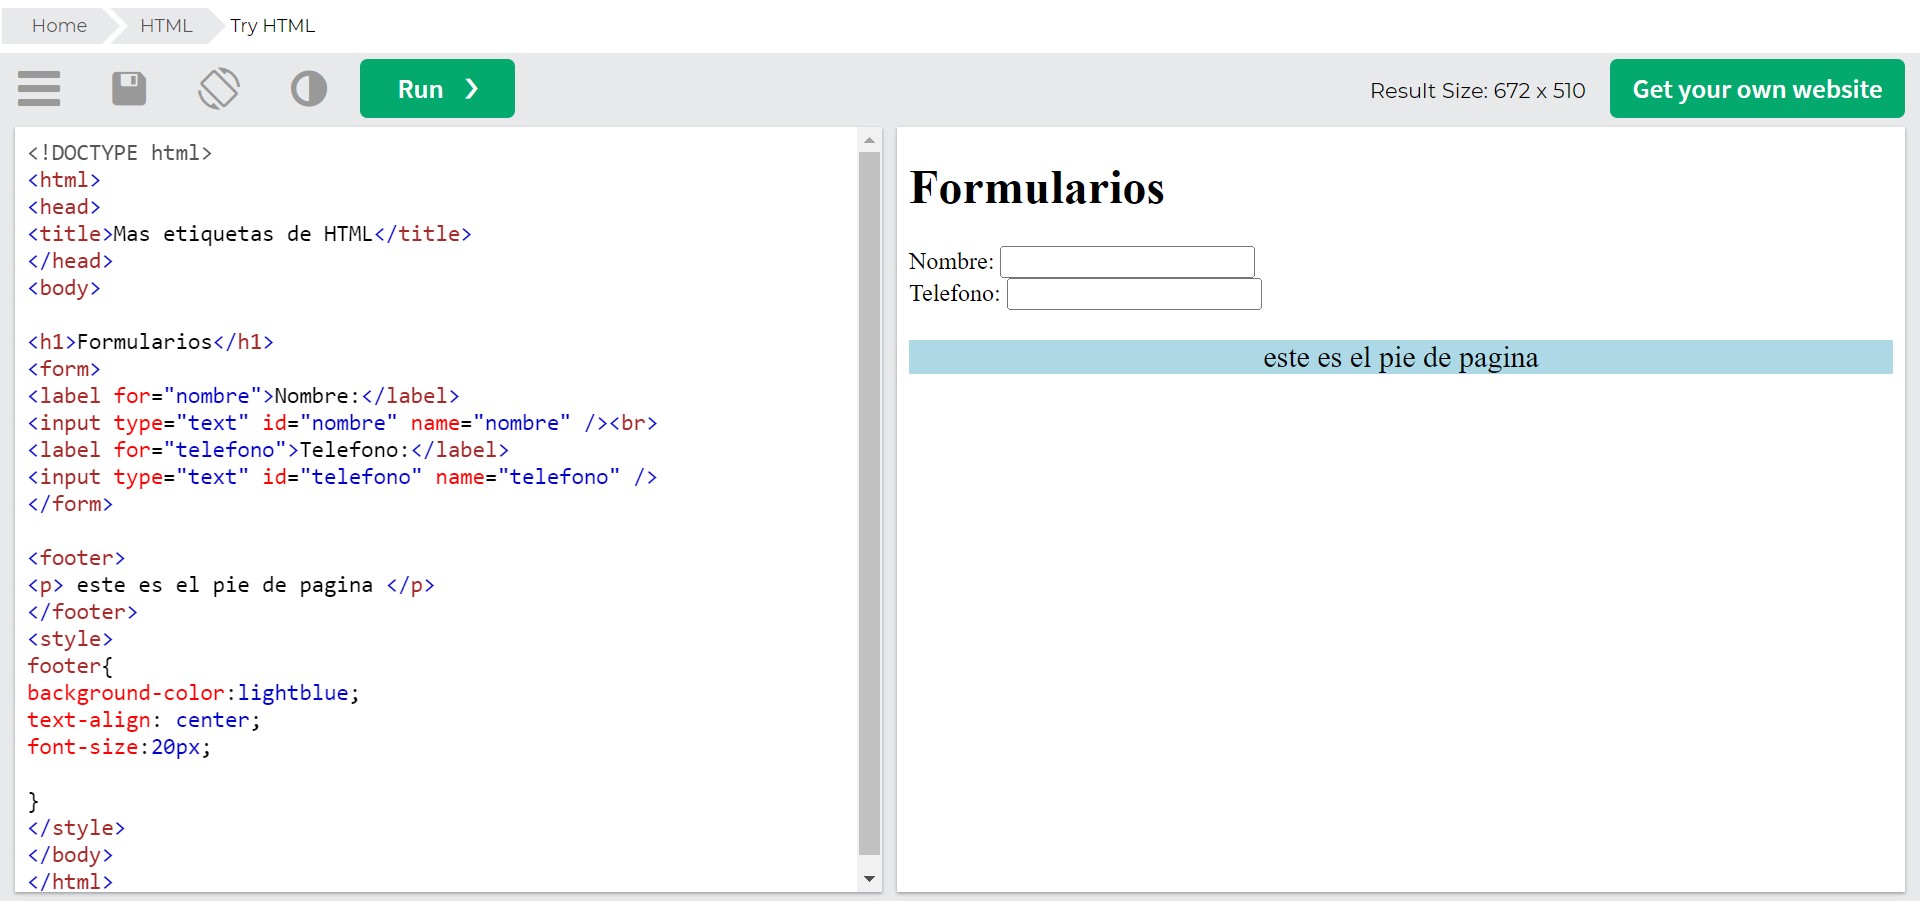 Home HTML Try HTML
Run ❯ Result Size: 672 x 510 Get your own website
<!DOCTYPE html>
<html>
<head>
<title>Mas etiquetas de HTML</title>
</head>
<body>
<h1>Formularios</h1>
<form>
<label for="nombre">Nombre:</label>
<input type="text" id="nombre" name="nombre" /><br>
<label for="telefono">Telefono:</label>
<input type="text" id="telefono" name="telefono" />
</form>
<footer>
<p> este es el pie de pagina </p>
</footer>
<style>
footer{
background-color:lightblue;
text-align: center;
font-size:20px;
}
</style>
</body>
</html>
Formularios
Nombre:
Telefono:
este es el pie de pagina